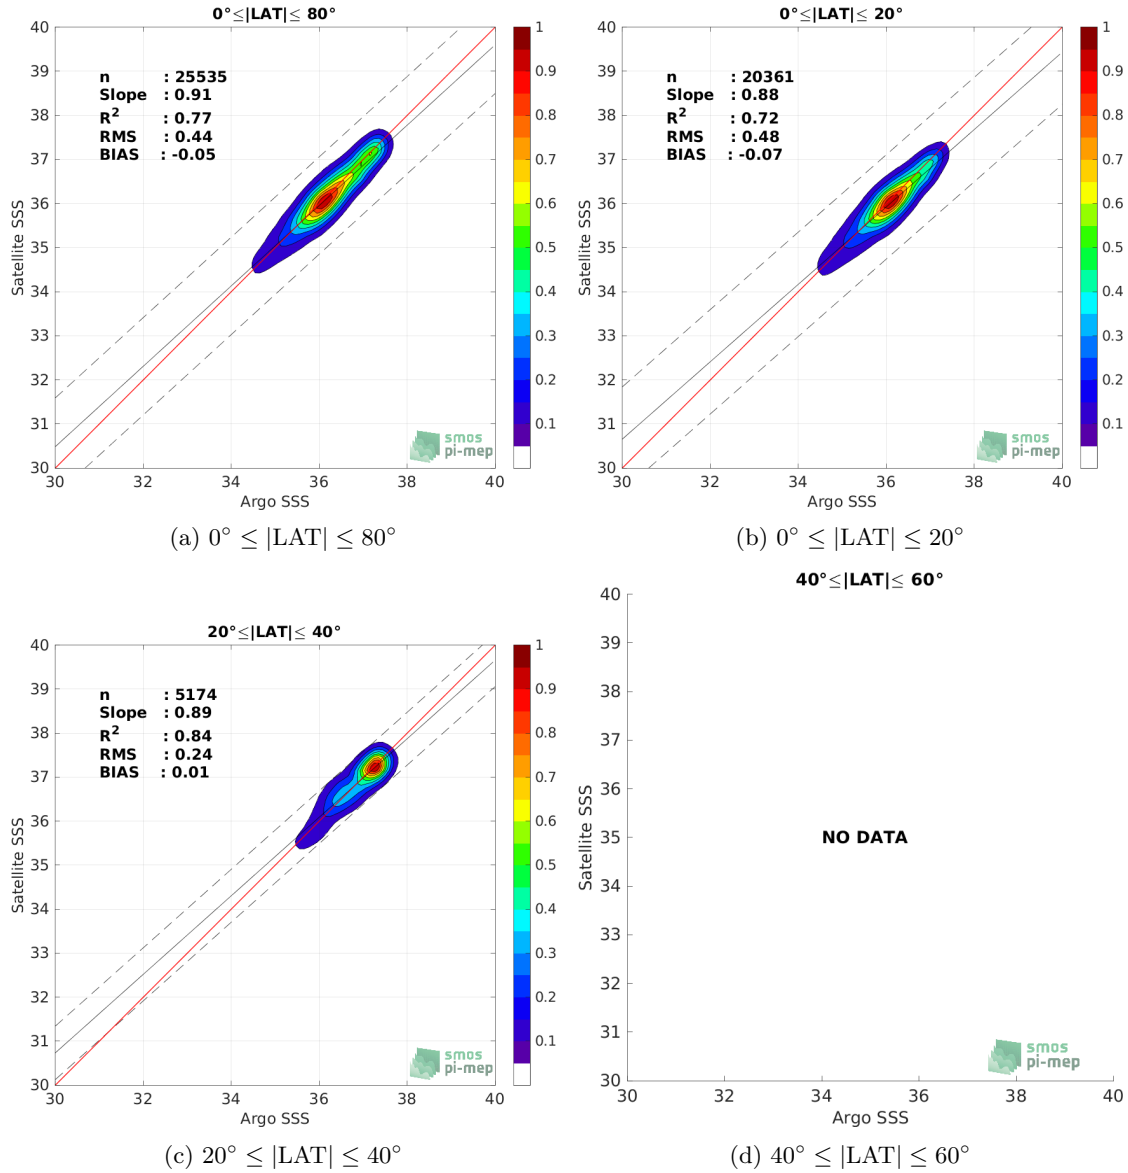 0°≤|LAT|≤ 80°
n : 25535
Slope : 0.91
R2 : 0.77
RMS : 0.44
BIAS : -0.05
Satellite SSS
40
39
38
37
36
35
34
33
32
31
30
30 32 34 36 38 40
Argo SSS
1
0.9
0.8
0.7
0.6
0.5
0.4
0.3
0.2
0.1
smos
pi-mep
(a) 0° ≤ |LAT| ≤ 80°
0°≤|LAT|≤ 20°
n : 20361
Slope : 0.88
R2 : 0.72
RMS : 0.48
BIAS : -0.07
Satellite SSS
40
39
38
37
36
35
34
33
32
31
30
30 32 34 36 38 40
Argo SSS
1
0.9
0.8
0.7
0.6
0.5
0.4
0.3
0.2
0.1
smos
pi-mep
(b) 0° ≤ |LAT| ≤ 20°
20°≤|LAT|≤ 40°
n : 5174
Slope : 0.89
R2 : 0.84
RMS : 0.24
BIAS : 0.01
Satellite SSS
40
39
38
37
36
35
34
33
32
31
30
30 32 34 36 38 40
Argo SSS
1
0.9
0.8
0.7
0.6
0.5
0.4
0.3
0.2
0.1
smos
pi-mep
(c) 20° ≤ |LAT| ≤ 40°
40°≤|LAT|≤ 60°
NO DATA
Satellite SSS
40
39
38
37
36
35
34
33
32
31
30
30 32 34 36 38 40
Argo SSS
smos
pi-mep
(d) 40° ≤ |LAT| ≤ 60°